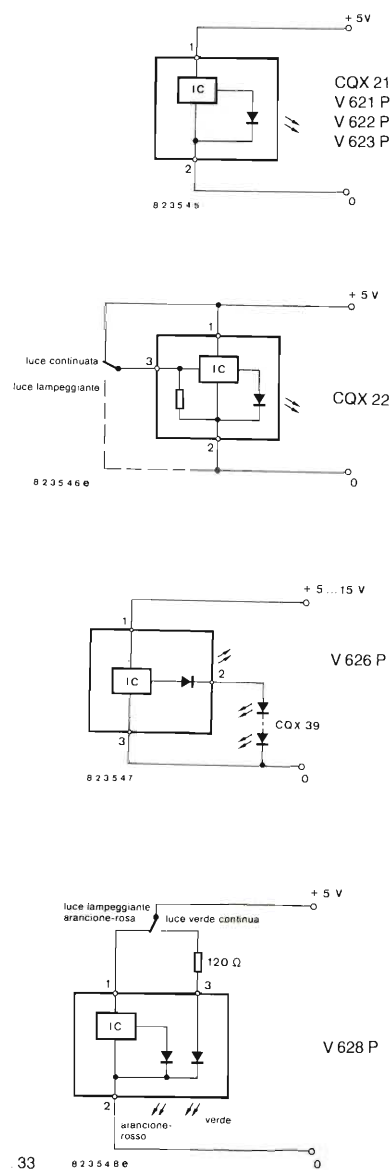 + 5V
1
IC
CQX 21
V 621 P
V 622 P
V 623 P
2
0
823545
+ 5 V
1
luce continuata
3
IC
luce lampeggiante
CQX 22
2
0
823546e
+ 5 ... 15 V
1
V 626 P
IC
2
CQX 39
3
0
823547
+ 5 V
luce lampeggiante
arancione-rosa
luce verde continua
120 Ω
1
3
IC
V 628 P
2
arancione-
rosso
verde
0
. 33
823548e